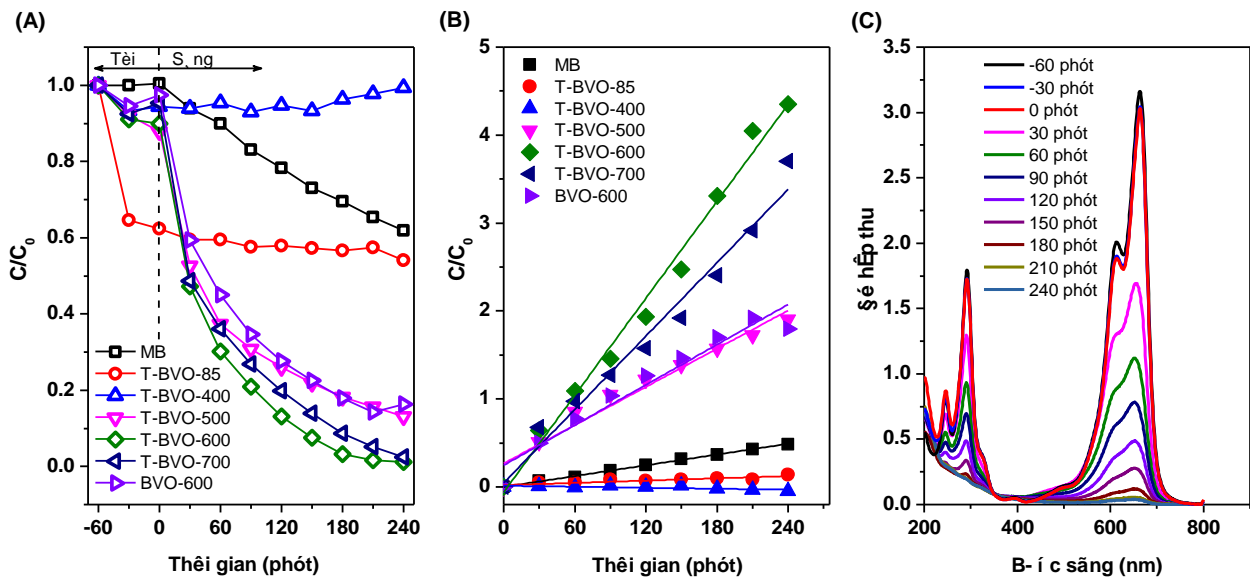 (A)
Tèi
S¸ng
C/C0
1.0
0.8
0.6
0.4
0.2
0.0
MB
T-BVO-85
T-BVO-400
T-BVO-500
T-BVO-600
T-BVO-700
BVO-600
-60
0
60
120
180
240
Thêi gian (phót)
(B)
C/C0
5
4
3
2
1
0
MB
T-BVO-85
T-BVO-400
T-BVO-500
T-BVO-600
T-BVO-700
BVO-600
0
60
120
180
240
Thêi gian (phót)
(C)
§é hÊp thu
3.5
3.0
2.5
2.0
1.5
1.0
0.5
0.0
-60 phót
-30 phót
0 phót
30 phót
60 phót
90 phót
120 phót
150 phót
180 phót
210 phót
240 phót
200
400
600
800
B- í c sãng (nm)